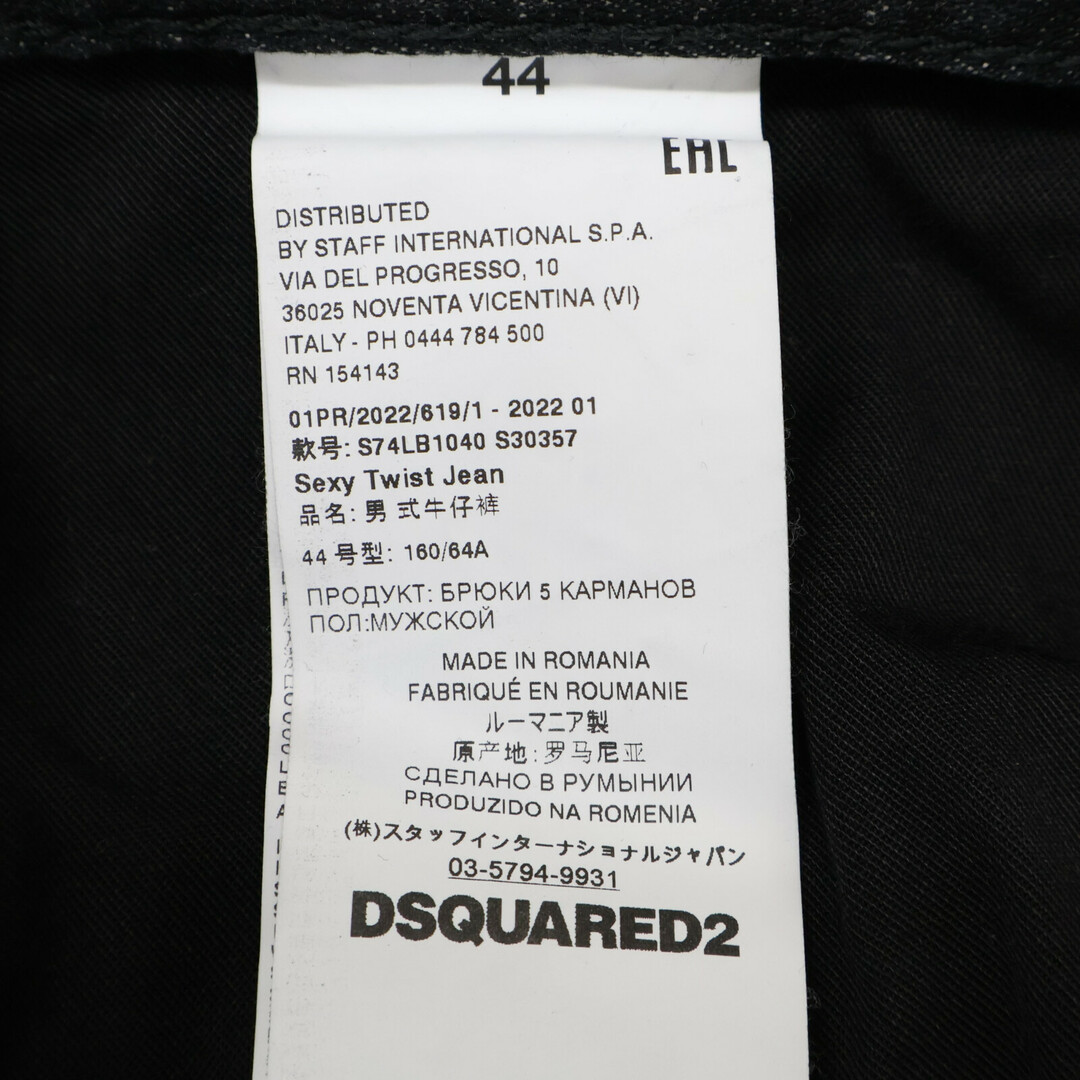 44
EAC
DISTRIBUTED
BY STAFF INTERNATIONAL S.P.A.
VIA DEL PROGRESSO, 10
36025 NOVENTA VICENTINA (VI)
ITALY - PH 0444 784 500
RN 154143
01PR/2022/619/1 - 2022 01
款号: S74LB1040 S30357
Sexy Twist Jean
品名: 男 式牛仔裤
44 号型: 160/64A
ПРОДУКТ: БРЮКИ 5 КАРМАНОВ
ПОЛ:МУЖСКОЙ
MADE IN ROMANIA
FABRIQUÉ EN ROUMANIE
ルーマニア製
原产地: 罗马尼亚
СДЕЛАНО В РУМЫНИИ
PRODUZIDO NA ROMENIA
(株)スタッフインターナショナルジャパン
03-5794-9931
DSQUARED2